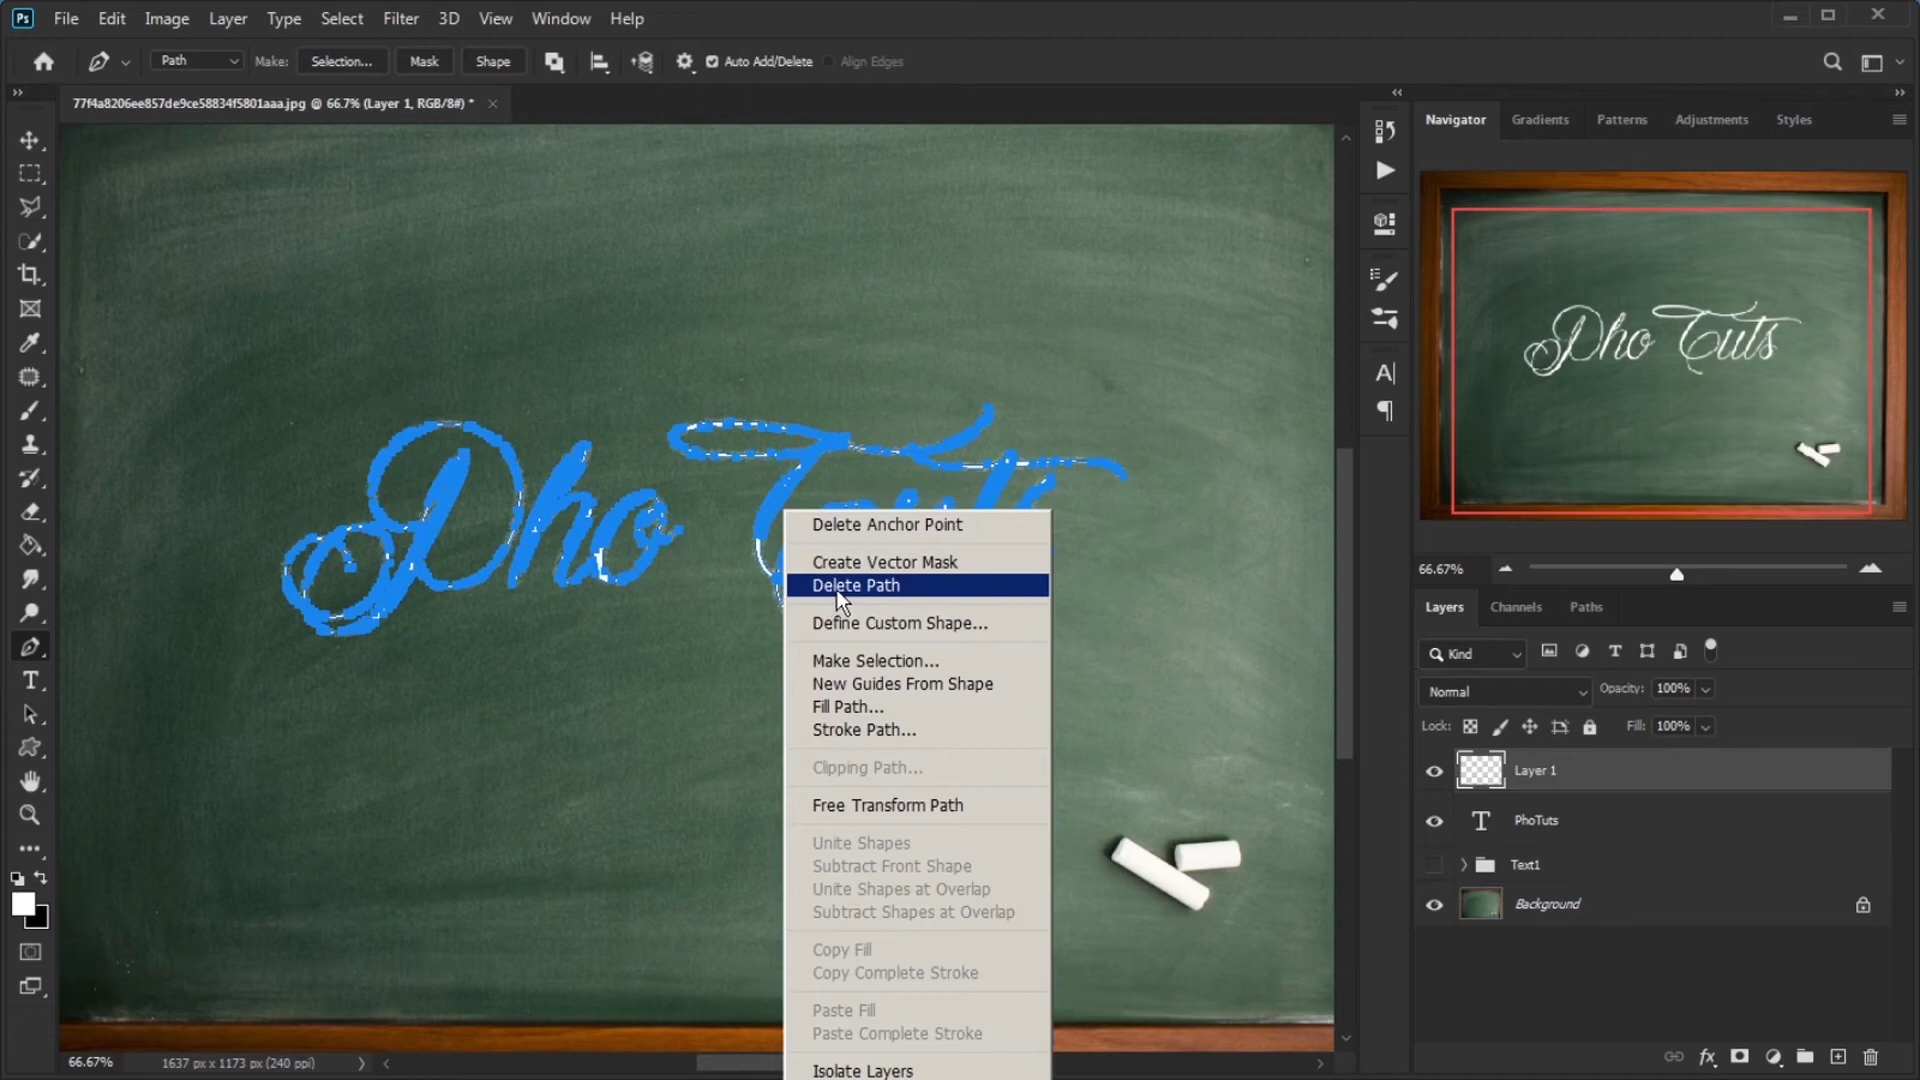 Ps File Edit Image Layer Type Select Filter 3D View Window Help
Path Make: Selection... Mask Shape Auto Add/Delete Align Edges
77f4a8206ee857de9ce58834f5801aaa.jpg @ 66.7% (Layer 1, RGB/8#) *
Navigator Gradients Patterns Adjustments Styles
Pho Tuts
Pho Tuts
Delete Anchor Point
Create Vector Mask
Delete Path
Define Custom Shape...
Make Selection...
New Guides From Shape
Fill Path...
Stroke Path...
Clipping Path...
Free Transform Path
Unite Shapes
Subtract Front Shape
Unite Shapes at Overlap
Subtract Shapes at Overlap
Copy Fill
Copy Complete Stroke
Paste Fill
Paste Complete Stroke
Isolate Layers
66.67%
Layers Channels Paths
Kind
Normal Opacity: 100%
Lock: Fill: 100%
Layer 1
T PhoTuts
Text1
Background
66.67% 1637 px x 1173 px (240 ppi)